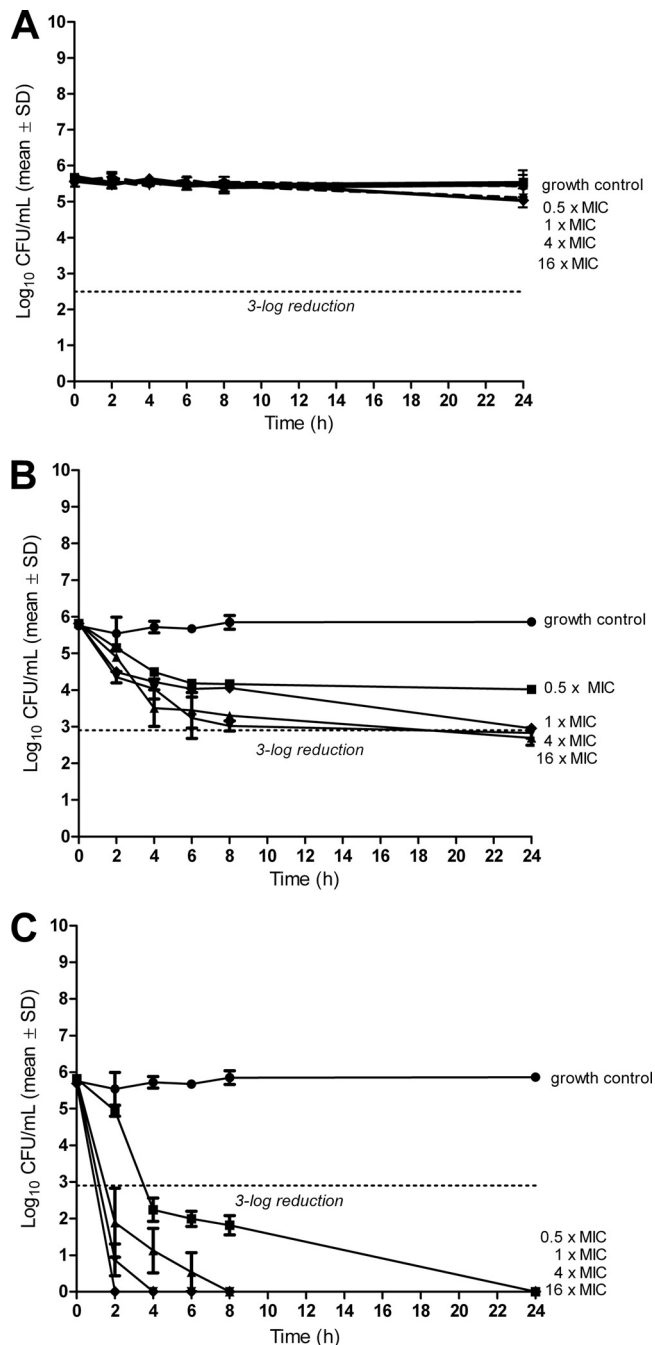 A
Log10 CFU/mL (mean ± SD)
10
9
8
7
6
5
4
3
2
1
0
growth control
0.5 x MIC
1 x MIC
4 x MIC
16 x MIC
3-log reduction
0 2 4 6 8 10 12 14 16 18 20 22 24
Time (h)
B
Log10 CFU/mL (mean ± SD)
10
9
8
7
6
5
4
3
2
1
0
growth control
0.5 x MIC
1 x MIC
4 x MIC
16 x MIC
3-log reduction
0 2 4 6 8 10 12 14 16 18 20 22 24
Time (h)
C
Log10 CFU/mL (mean ± SD)
10
9
8
7
6
5
4
3
2
1
0
growth control
3-log reduction
0.5 x MIC
1 x MIC
4 x MIC
16 x MIC
0 2 4 6 8 10 12 14 16 18 20 22 24
Time (h)